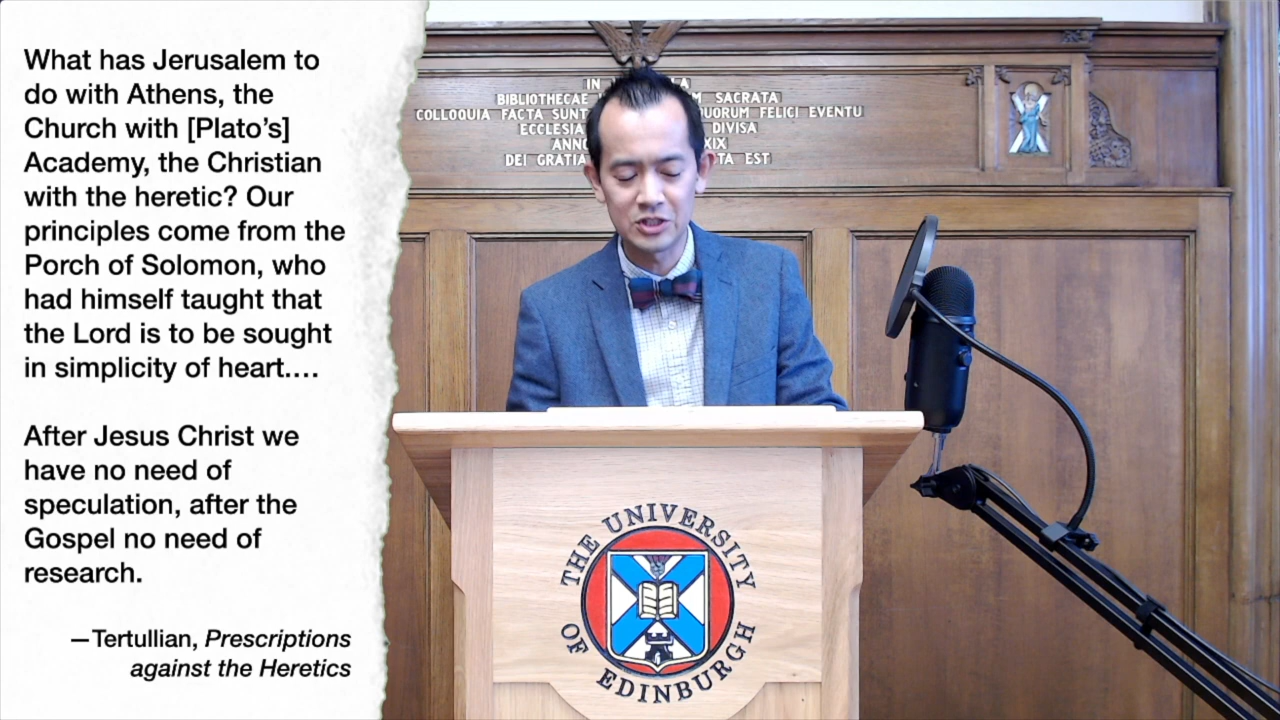 What has Jerusalem to
do with Athens, the
Church with [Plato’s]
Academy, the Christian
with the heretic? Our
principles come from the
Porch of Solomon, who
had himself taught that
the Lord is to be sought
in simplicity of heart....
After Jesus Christ we
have no need of
speculation, after the
Gospel no need of
research.
—Tertullian, Prescriptions
against the Heretics
IN
BIBLIOTHECAE SACRATA
COLLOQUIA FACTA SUNT QUORUM FELICI EVENTU
ECCLESIA DIVISA
DEI GRATIA EST
THE UNIVERSITY
OF EDINBURGH